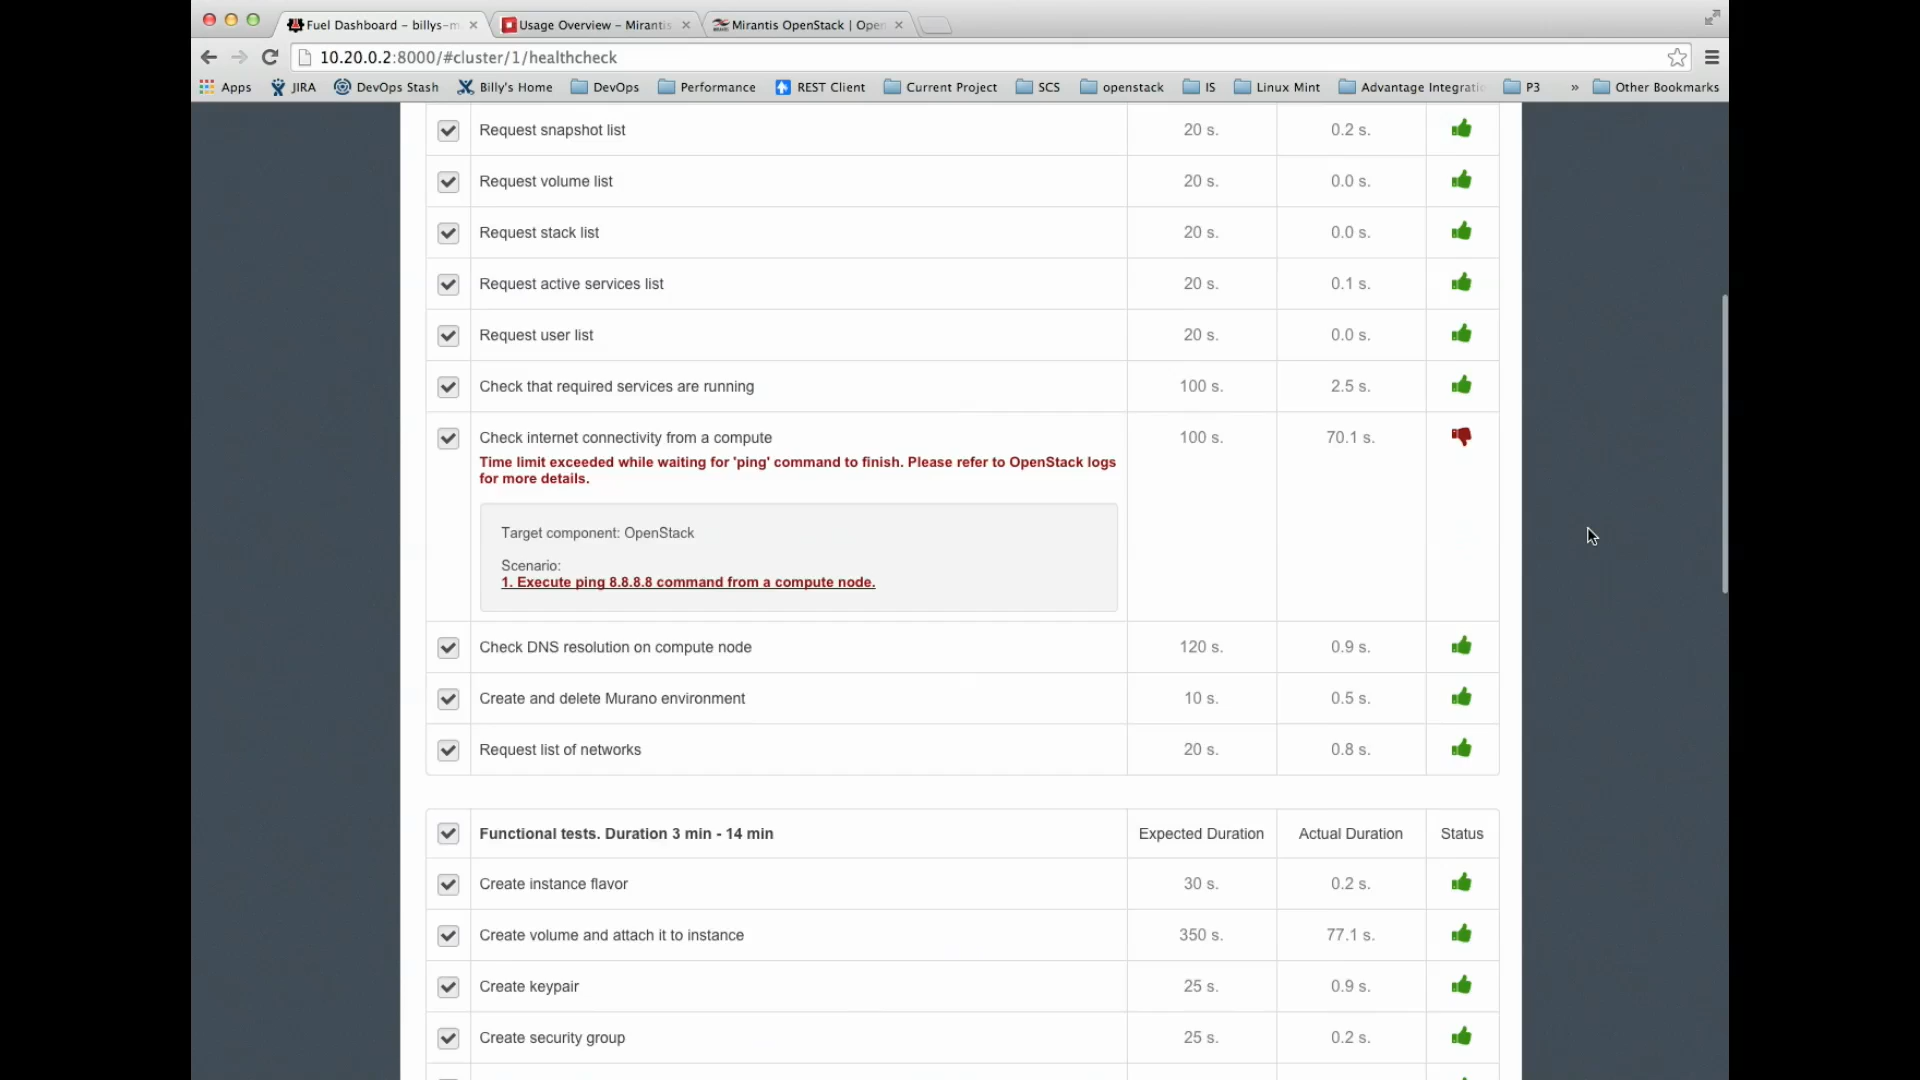 Fuel Dashboard – billys-m
Usage Overview – Mirantis
Mirantis OpenStack | Open
10.20.0.2:8000/#cluster/1/healthcheck
Apps
JIRA
DevOps Stash
Billy's Home
DevOps
Performance
REST Client
Current Project
SCS
openstack
IS
Linux Mint
Advantage Integratio
P3
»
Other Bookmarks
Request snapshot list 20 s. 0.2 s.
Request volume list 20 s. 0.0 s.
Request stack list 20 s. 0.0 s.
Request active services list 20 s. 0.1 s.
Request user list 20 s. 0.0 s.
Check that required services are running 100 s. 2.5 s.
Check internet connectivity from a compute 100 s. 70.1 s.
Time limit exceeded while waiting for 'ping' command to finish. Please refer to OpenStack logs
for more details.
Target component: OpenStack
Scenario:
1. Execute ping 8.8.8.8 command from a compute node.
Check DNS resolution on compute node 120 s. 0.9 s.
Create and delete Murano environment 10 s. 0.5 s.
Request list of networks 20 s. 0.8 s.
Functional tests. Duration 3 min - 14 min Expected Duration Actual Duration Status
Create instance flavor 30 s. 0.2 s.
Create volume and attach it to instance 350 s. 77.1 s.
Create keypair 25 s. 0.9 s.
Create security group 25 s. 0.2 s.